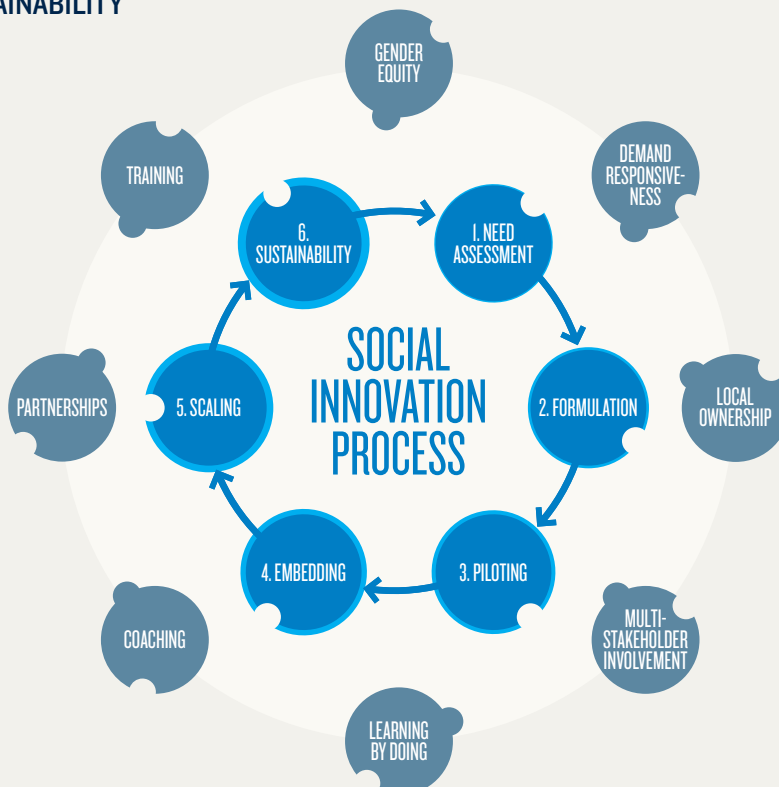 AINABILITY
GENDER
EQUITY
TRAINING
DEMAND
RESPONSIVE-
NESS
6.
SUSTAINABILITY
1. NEED
ASSESSMENT
SOCIAL
INNOVATION
PROCESS
PARTNERSHIPS
5. SCALING
2. FORMULATION
LOCAL
OWNERSHIP
4. EMBEDDING
3. PILOTING
COACHING
MULTI-
STAKEHOLDER
INVOLVEMENT
LEARNING
BY DOING